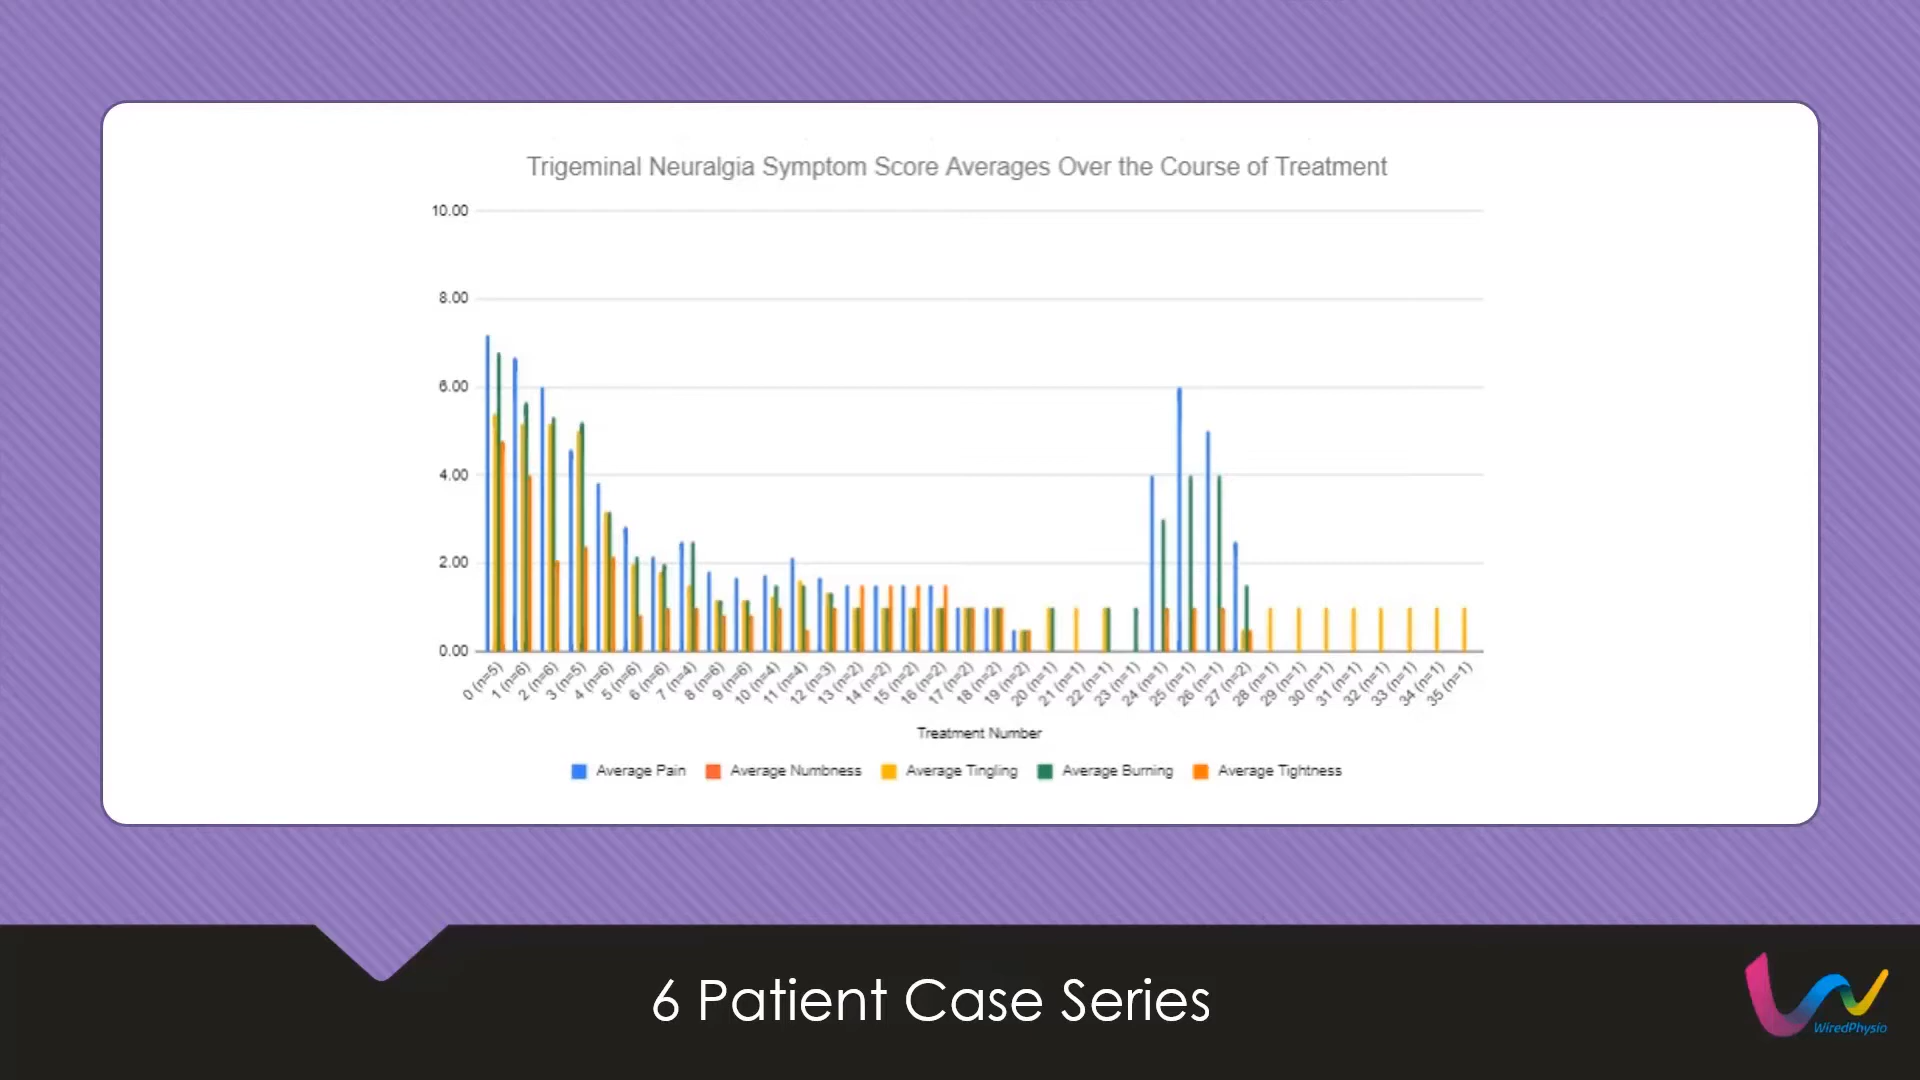 Trigeminal Neuralgia Symptom Score Averages Over the Course of Treatment
10.00
8.00
6.00
4.00
2.00
0.00
0 (n=5)
1 (n=6)
2 (n=6)
3 (n=5)
4 (n=6)
5 (n=6)
6 (n=6)
7 (n=4)
8 (n=6)
9 (n=6)
10 (n=4)
11 (n=4)
12 (n=3)
13 (n=2)
14 (n=2)
15 (n=2)
16 (n=2)
17 (n=2)
18 (n=2)
19 (n=2)
20 (n=1)
21 (n=1)
22 (n=1)
23 (n=1)
24 (n=1)
25 (n=1)
26 (n=1)
27 (n=2)
28 (n=1)
29 (n=1)
30 (n=1)
31 (n=1)
32 (n=1)
33 (n=1)
34 (n=1)
35 (n=1)
Treatment Number
Average Pain Average Numbness Average Tingling Average Burning Average Tightness
6 Patient Case Series
WiredPhysio